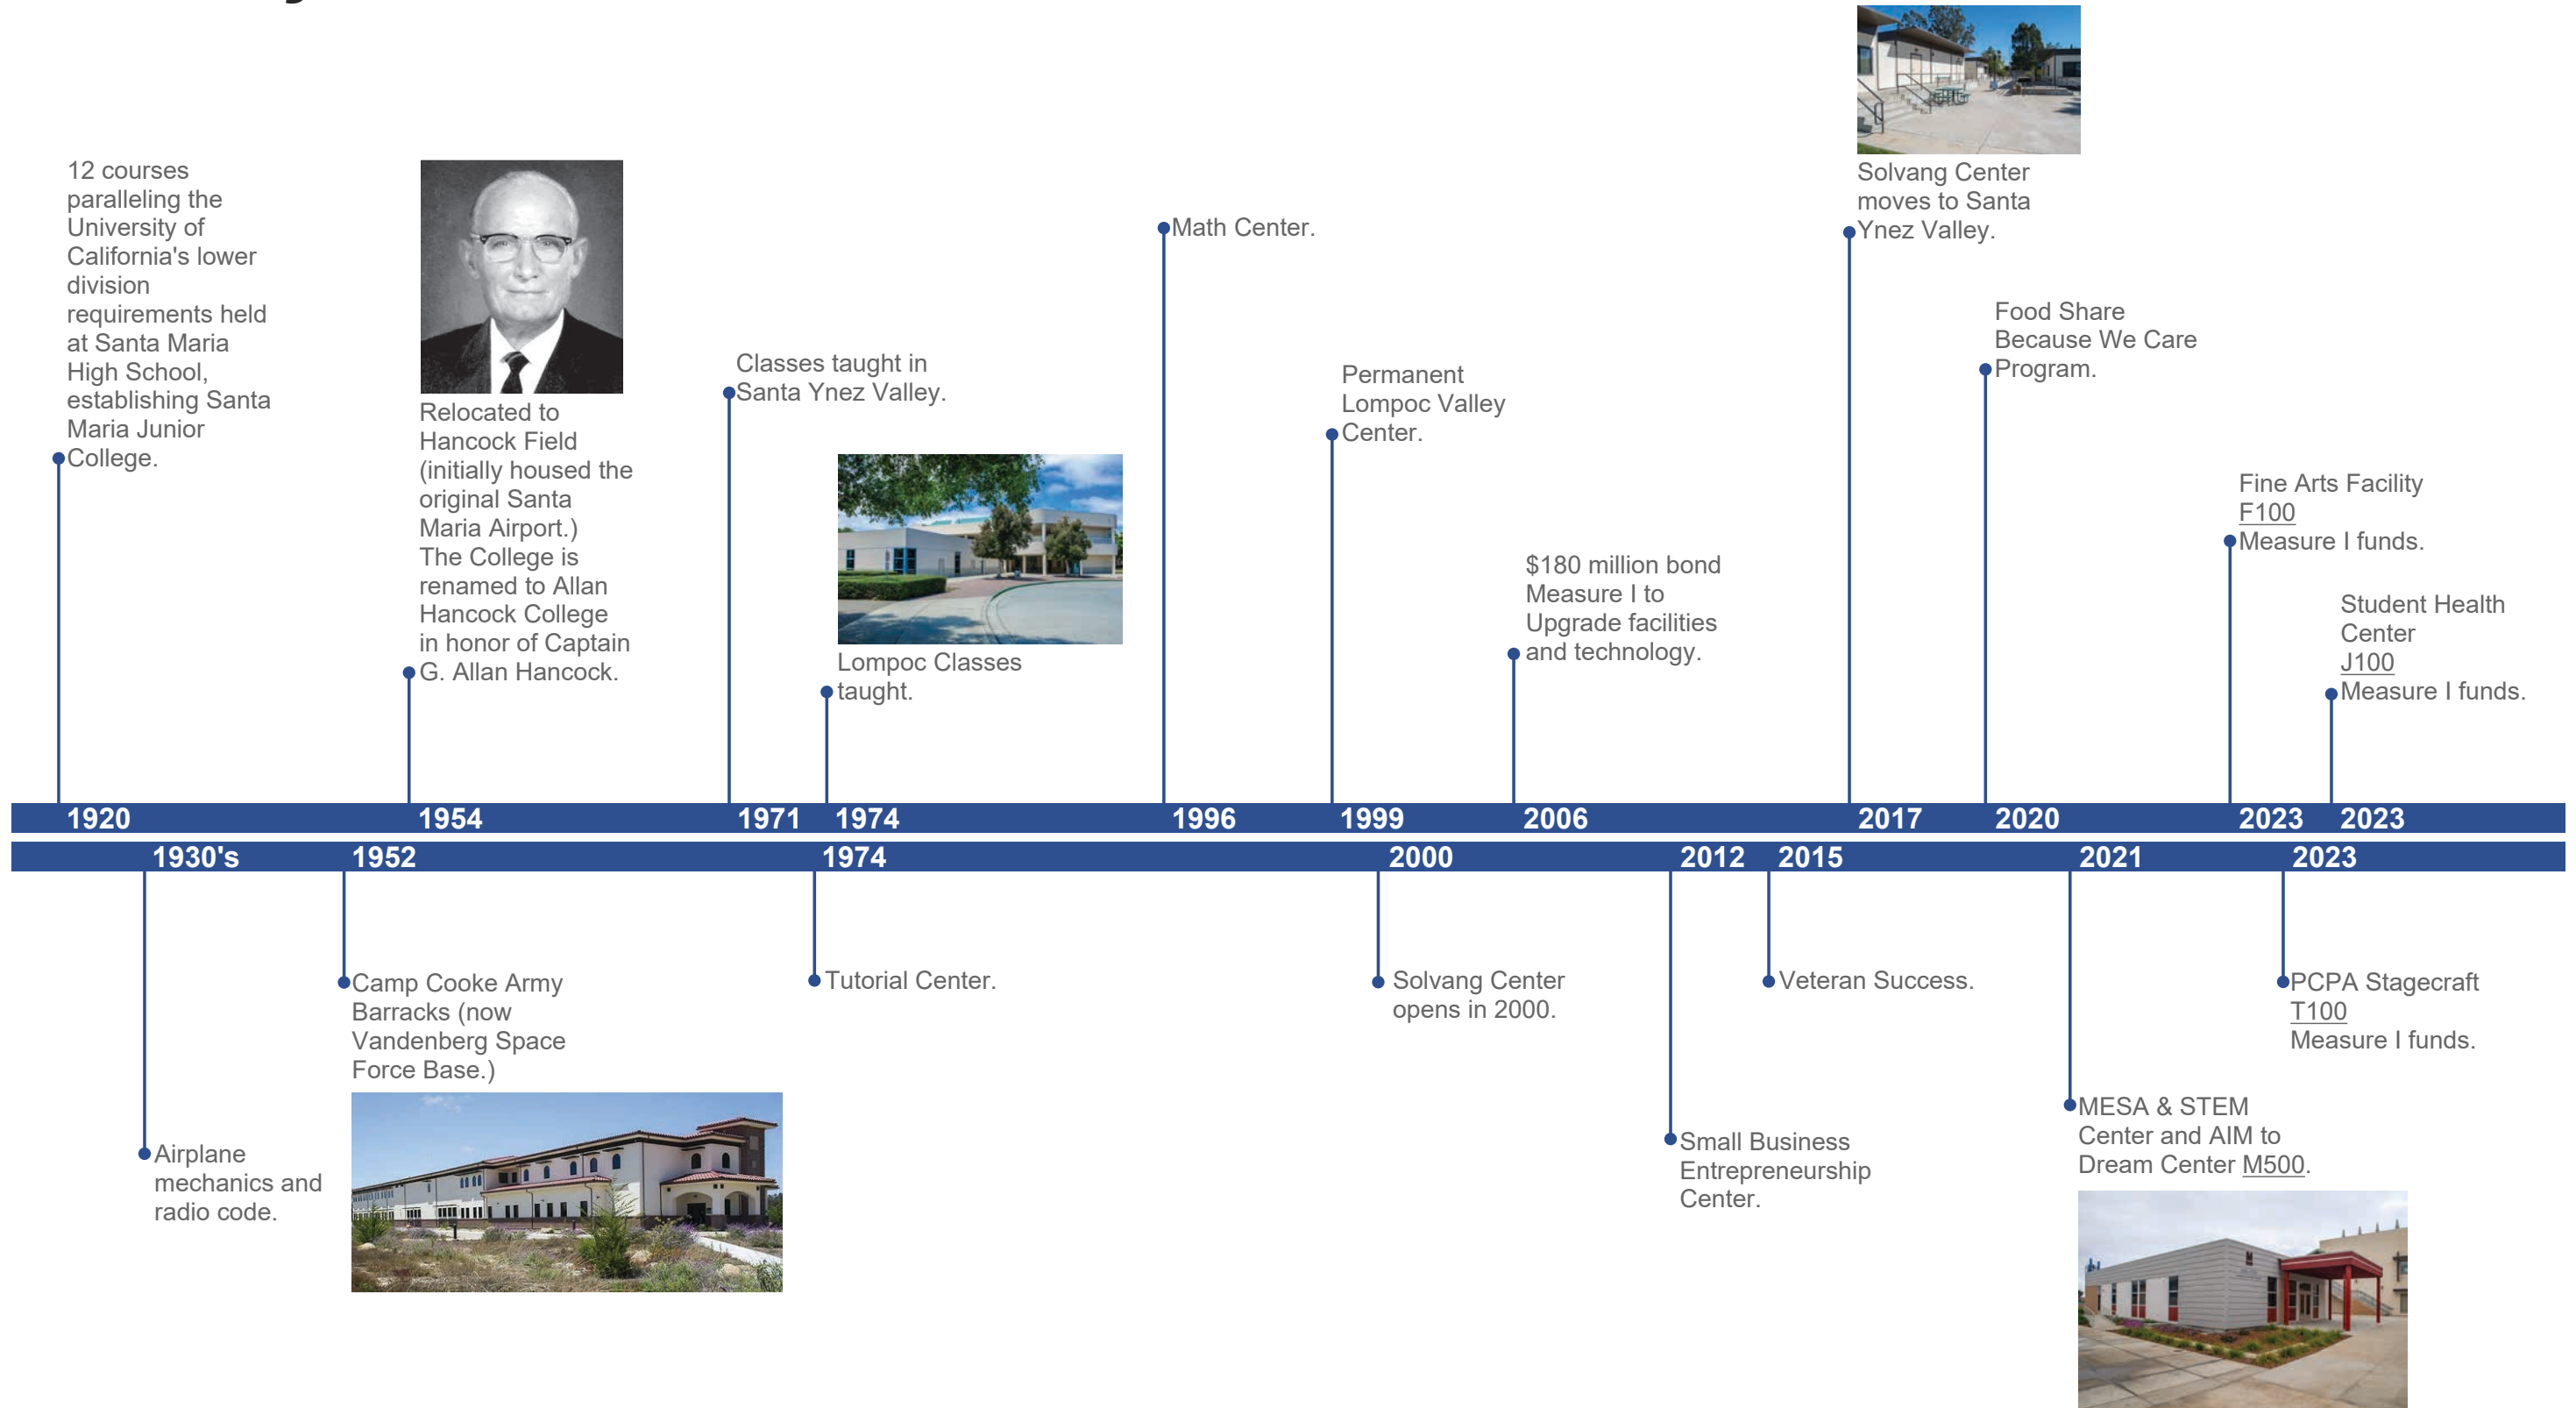 12 courses
paralleling the
University of
California's lower
division
requirements held
at Santa Maria
High School,
establishing Santa
Maria Junior
College.
Relocated to
Hancock Field
(initially housed the
original Santa
Maria Airport.)
The College is
renamed to Allan
Hancock College
in honor of Captain
G. Allan Hancock.
Classes taught in
Santa Ynez Valley.
Lompoc Classes
taught.
Math Center.
Permanent
Lompoc Valley
Center.
$180 million bond
Measure I to
Upgrade facilities
and technology.
Solvang Center
moves to Santa
Ynez Valley.
Food Share
Because We Care
Program.
Fine Arts Facility
F100
Measure I funds.
Student Health
Center
J100
Measure I funds.
1920 1954 1971 1974 1996 1999 2006 2017 2020 2023 2023
1930's 1952 1974 2000 2012 2015 2021 2023
Airplane
mechanics and
radio code.
Camp Cooke Army
Barracks (now
Vandenberg Space
Force Base.)
Tutorial Center.
Solvang Center
opens in 2000.
Small Business
Entrepreneurship
Center.
Veteran Success.
MESA & STEM
Center and AIM to
Dream Center M500.
PCPA Stagecraft
T100
Measure I funds.